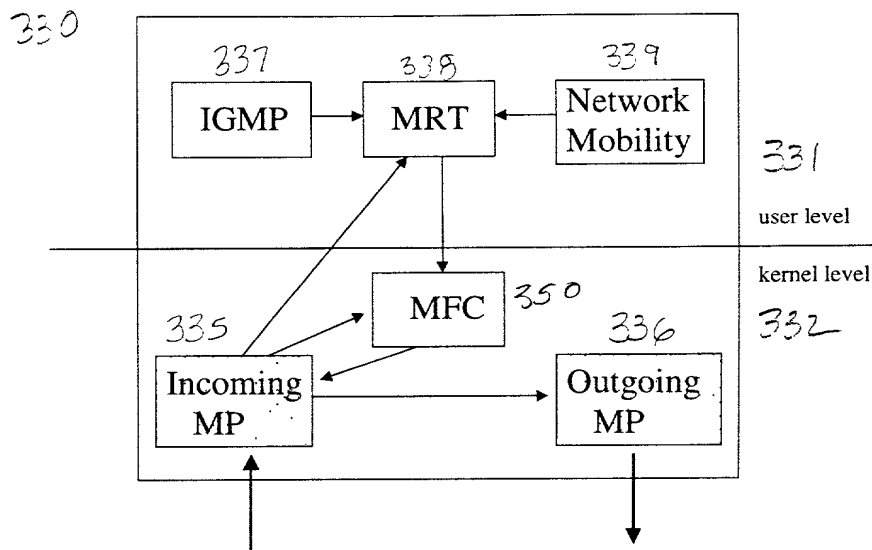 330
337
338
339
IGMP
MRT
Network
Mobility
331
user level
kernel level
MFC
350
332
335
336
Incoming
MP
Outgoing
MP